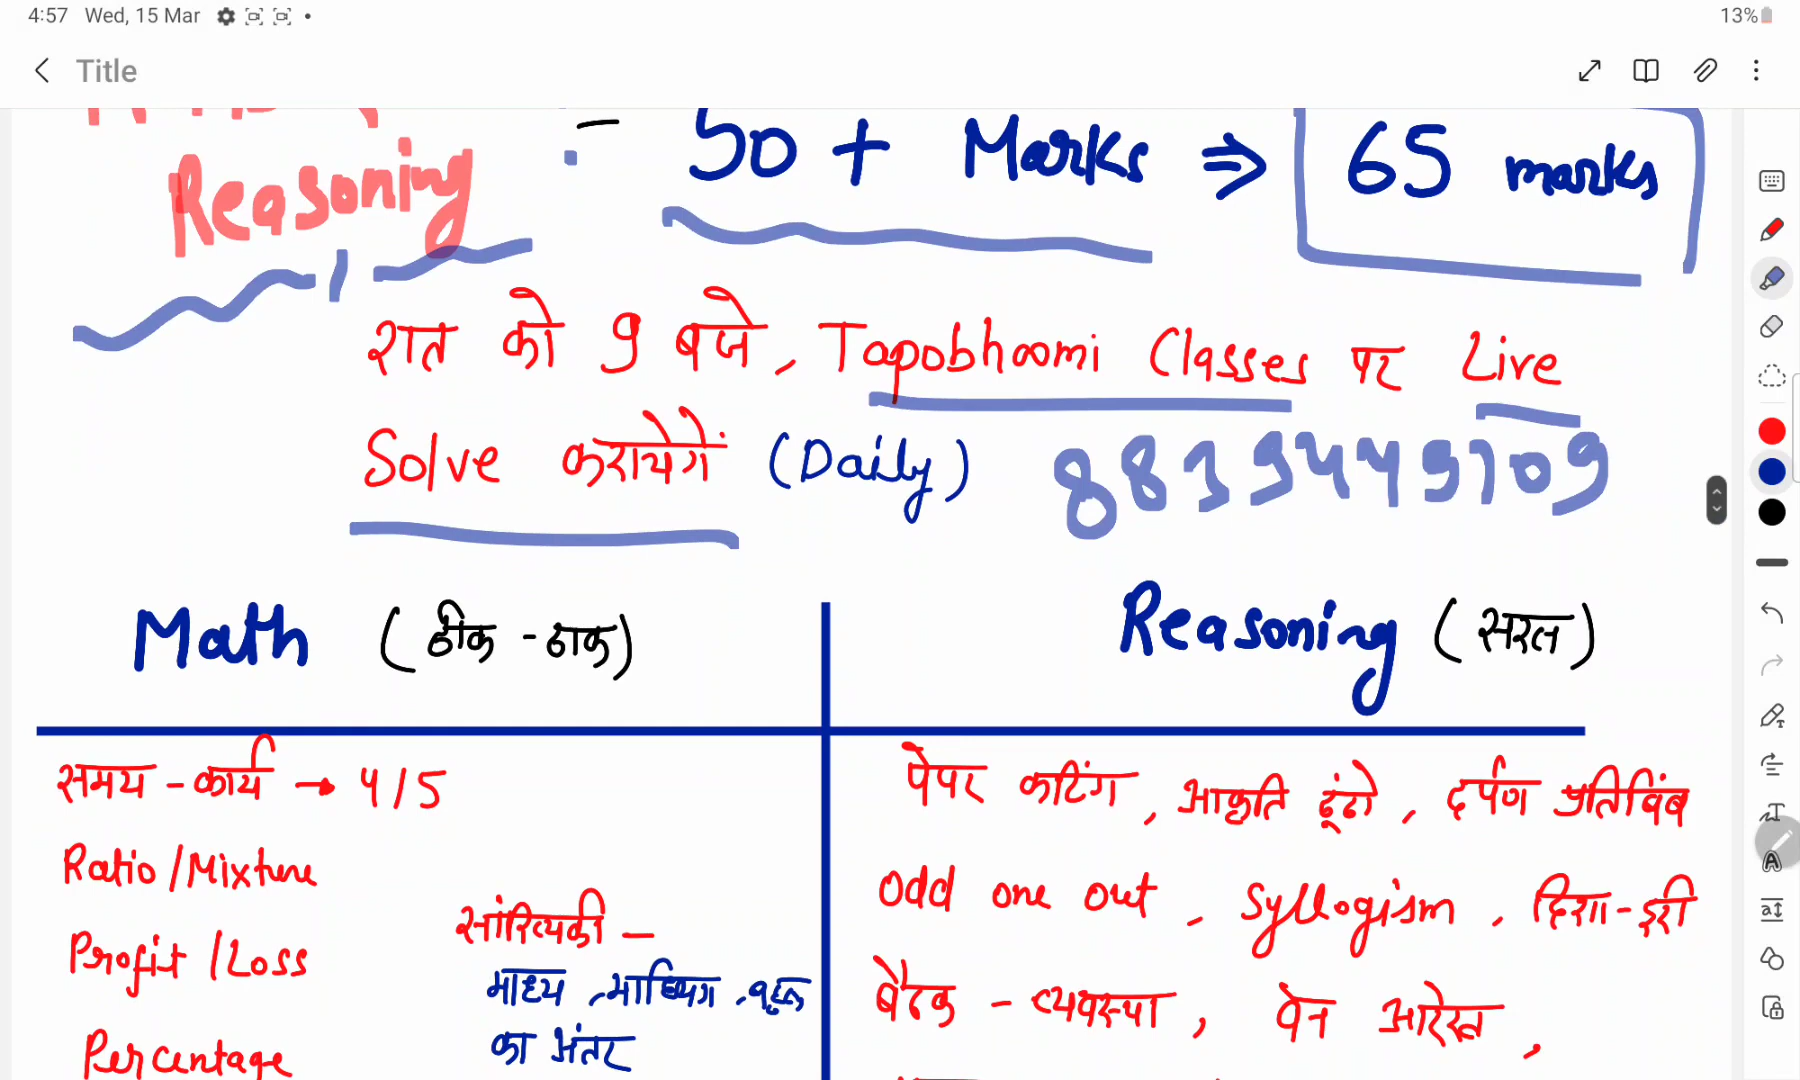 4:57 Wed, 15 Mar
13%
Title
50 + Marks ⇒ 65 marks
Reasoning
रात को 9 बजे, Tapobhoomi Classes पर Live
Solve करायेगें (Daily) 8839449709
Math (ठीक - ठाक)
Reasoning (सरल)
समय - कार्य → 4/5
Ratio / Mixture
Profit / Loss
Percentage
सांख्यिकी —
माध्य, माध्यिका, बहुलक
का अंतर
पेपर कटिंग, आकृति ढूंढो, दर्पण प्रतिबिंब
odd one out, Syllogism, दिशा - दूरी
बैठक - व्यवस्था, वेन आरेख,